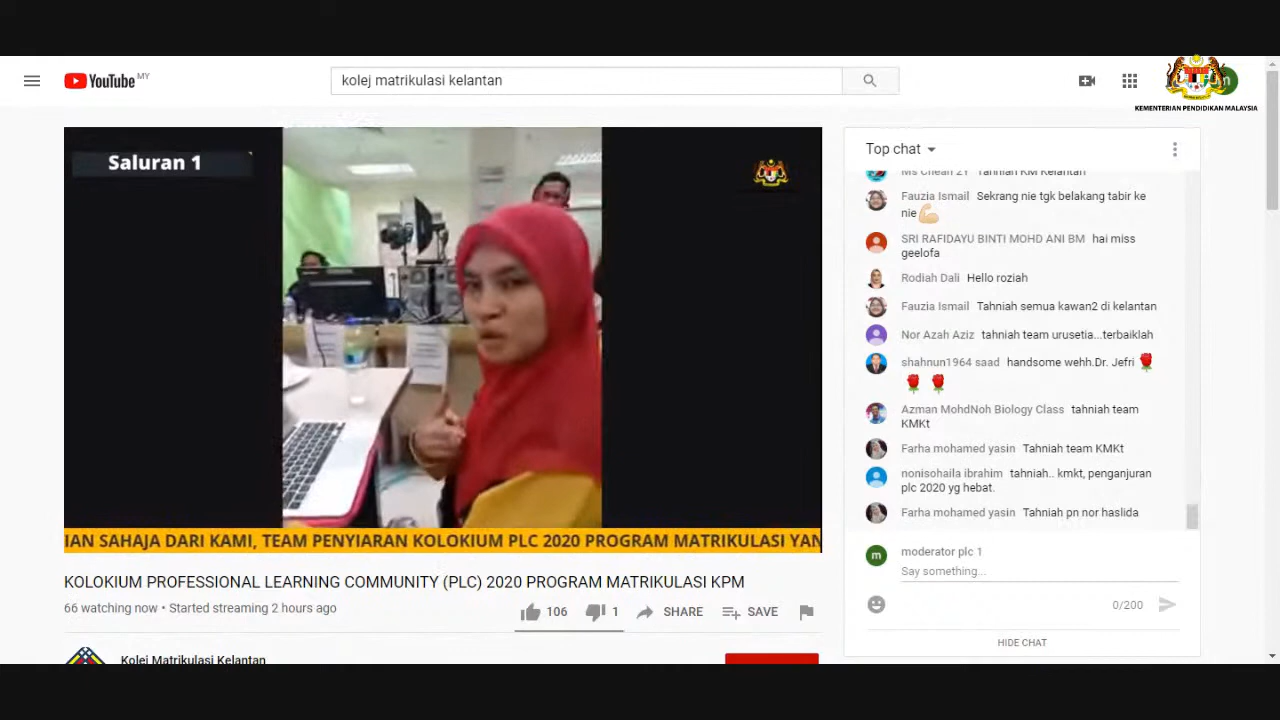 YouTube MY
kolej matrikulasi kelantan
KEMENTERIAN PENDIDIKAN MALAYSIA
Saluran 1
Top chat
Ms Cheah 2Y Tahniah KM Kelantan
Fauzia Ismail Sekrang nie tgk belakang tabir ke
nie💪🏼
SRI RAFIDAYU BINTI MOHD ANI BM hai miss
geelofa
Rodiah Dali Hello roziah
Fauzia Ismail Tahniah semua kawan2 di kelantan
Nor Azah Aziz tahniah team urusetia...terbaiklah
shahnun1964 saad handsome wehh.Dr. Jefri 🌹
🌹 🌹
Azman MohdNoh Biology Class tahniah team
KMKt
Farha mohamed yasin Tahniah team KMKt
nonisohaila ibrahim tahniah.. kmkt, penganjuran
plc 2020 yg hebat.
Farha mohamed yasin Tahniah pn nor haslida
m
moderator plc 1
Say something...
0/200
HIDE CHAT
IAN SAHAJA DARI KAMI, TEAM PENYIARAN KOLOKIUM PLC 2020 PROGRAM MATRIKULASI YAN
KOLOKIUM PROFESSIONAL LEARNING COMMUNITY (PLC) 2020 PROGRAM MATRIKULASI KPM
66 watching now • Started streaming 2 hours ago
106 1 SHARE SAVE
Kolej Matrikulasi Kelantan